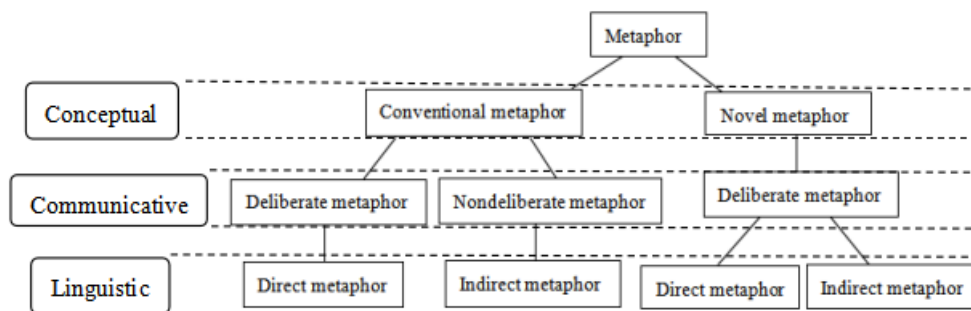 Metaphor
Conceptual
Conventional metaphor
Novel metaphor
Communicative
Deliberate metaphor
Nondeliberate metaphor
Deliberate metaphor
Linguistic
Direct metaphor
Indirect metaphor
Direct metaphor
Indirect metaphor